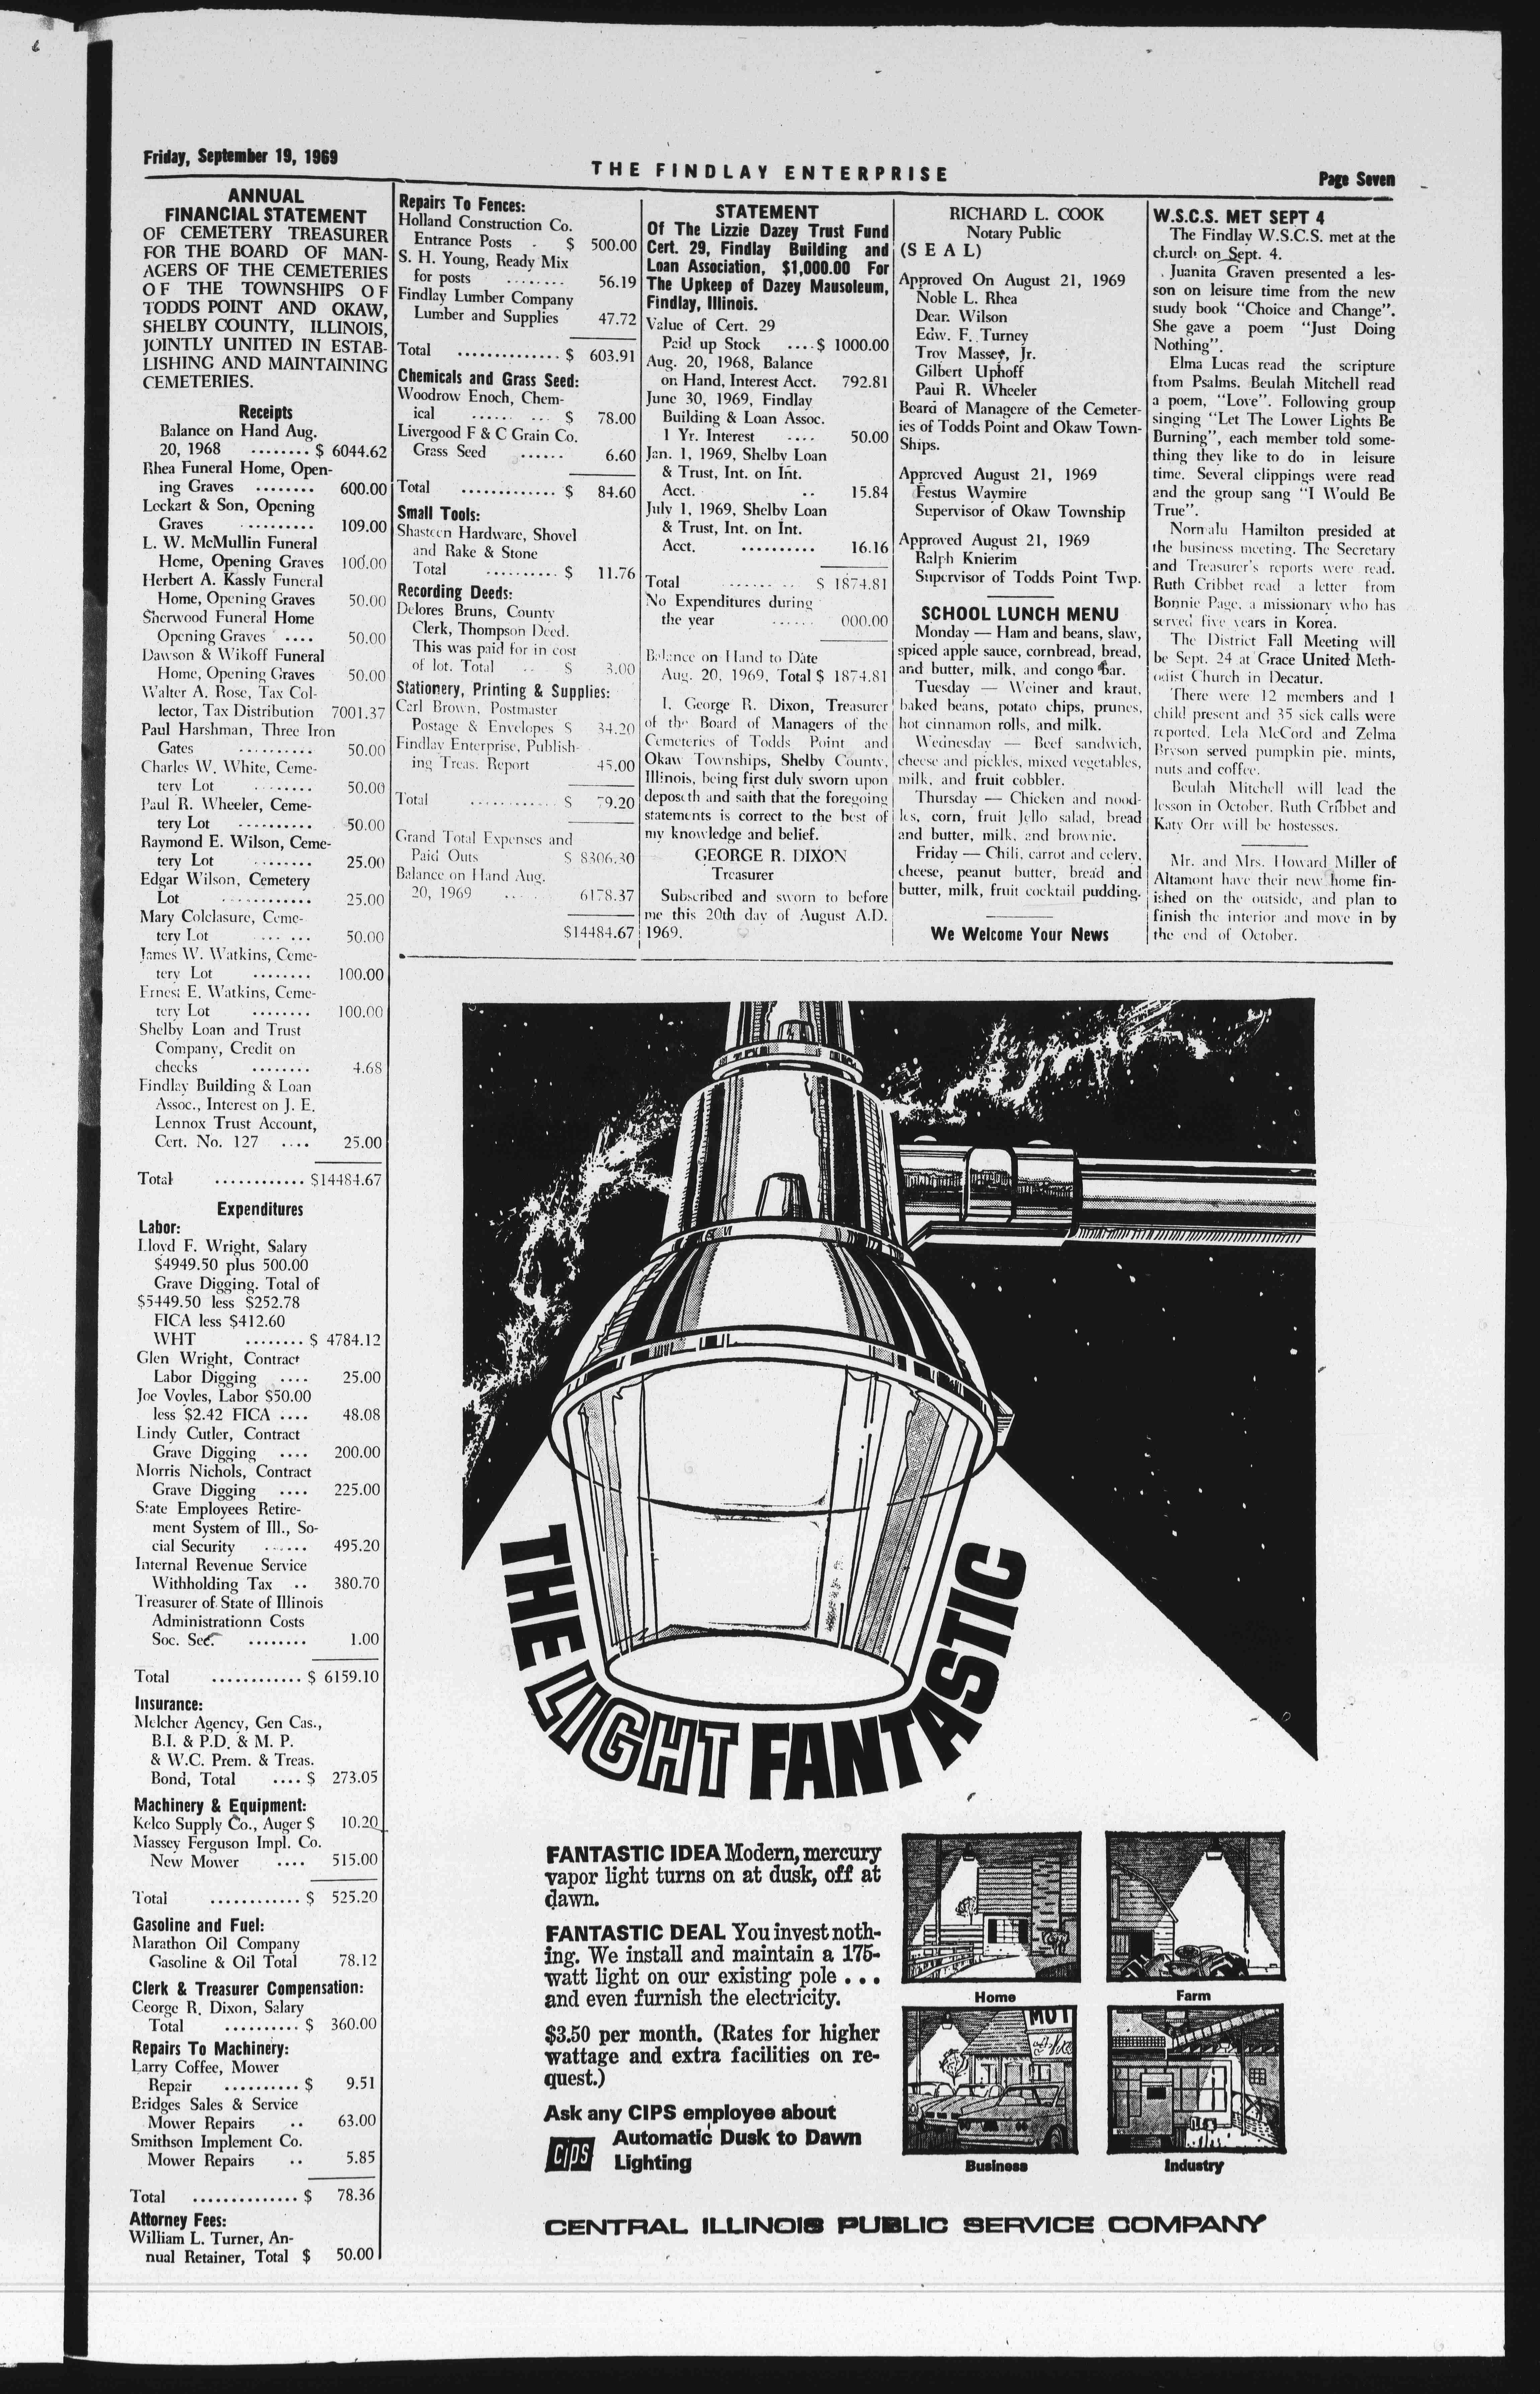 Friday, September 19, 1969
THE FINDLAY ENTERPRISE
Page Seven
ANNUAL
FINANCIAL STATEMENT
OF CEMETERY TREASURER
FOR THE BOARD OF MAN-
AGERS OF THE CEMETERIES
OF THE TOWNSHIPS OF
TODDS POINT AND OKAW,
SHELBY COUNTY, ILLINOIS,
JOINTLY UNITED IN ESTAB-
LISHING AND MAINTAINING
CEMETERIES.
Receipts
Balance on Hand Aug.
20, 1968 ........ $ 6044.62
Rhea Funeral Home, Open-
ing Graves ........ 600.00
Lockart & Son, Opening
Graves .......... 109.00
L. W. McMullin Funeral
Home, Opening Graves 100.00
Herbert A. Kassly Funeral
Home, Opening Graves 50.00
Sherwood Funeral Home
Opening Graves .... 50.00
Dawson & Wikoff Funeral
Home, Opening Graves 50.00
Walter A. Rose, Tax Col-
lector, Tax Distribution 7001.37
Paul Harshman, Three Iron
Gates .......... 50.00
Charles W. White, Ceme-
tery Lot ........ 50.00
Paul R. Wheeler, Ceme-
tery Lot .......... 50.00
Raymond E. Wilson, Ceme-
tery Lot ........ 25.00
Edgar Wilson, Cemetery
Lot ............ 25.00
Mary Colclasure, Ceme-
tery Lot .... ... 50.00
James W. Watkins, Ceme-
tery Lot ........ 100.00
Ernest E. Watkins, Ceme-
tery Lot ........ 100.00
Shelby Loan and Trust
Company, Credit on
checks ........ 4.68
Findlay Building & Loan
Assoc., Interest on J. E.
Lennox Trust Account,
Cert. No. 127 .... 25.00
Total ............ $14484.67
Expenditures
Labor:
Lloyd F. Wright, Salary
$4949.50 plus 500.00
Grave Digging. Total of
$5449.50 less $252.78
FICA less $412.60
WHT ........ $ 4784.12
Glen Wright, Contract
Labor Digging .... 25.00
Joe Voyles, Labor $50.00
less $2.42 FICA .... 48.08
Lindy Cutler, Contract
Grave Digging .... 200.00
Morris Nichols, Contract
Grave Digging .... 225.00
State Employees Retire-
ment System of Ill., So-
cial Security ...... 495.20
Internal Revenue Service
Withholding Tax .. 380.70
Treasurer of State of Illinois
Administrationn Costs
Soc. Sec. ........ 1.00
Total ............ $ 6159.10
Insurance:
Melcher Agency, Gen Cas.,
B.I. & P.D. & M. P.
& W.C. Prem. & Treas.
Bond, Total .... $ 273.05
Machinery & Equipment:
Kelco Supply Co., Auger $ 10.20
Massey Ferguson Impl. Co.
New Mower .... 515.00
Total ............ $ 525.20
Gasoline and Fuel:
Marathon Oil Company
Gasoline & Oil Total 78.12
Clerk & Treasurer Compensation:
George R. Dixon, Salary
Total .......... $ 360.00
Repairs To Machinery:
Larry Coffee, Mower
Repair .......... $ 9.51
Bridges Sales & Service
Mower Repairs .. 63.00
Smithson Implement Co.
Mower Repairs .. 5.85
Total .............. $ 78.36
Attorney Fees:
William L. Turner, An-
nual Retainer, Total $ 50.00
Repairs To Fences:
Holland Construction Co.
Entrance Posts . $ 500.00
S. H. Young, Ready Mix
for posts ........ 56.19
Findlay Lumber Company
Lumber and Supplies 47.72
Total .............. $ 603.91
Chemicals and Grass Seed:
Woodrow Enoch, Chem-
ical ...... ... $ 78.00
Livergood F & C Grain Co.
Grass Seed ...... 6.60
Total ............. $ 84.60
Small Tools:
Shasteen Hardware, Shovel
and Rake & Stone
Total .......... $ 11.76
Recording Deeds:
Delores Bruns, County
Clerk, Thompson Deed.
This was paid for in cost
of lot. Total .. $ 3.00
Stationery, Printing & Supplies:
Carl Brown, Postmaster
Postage & Envelopes $ 34.20
Findlay Enterprise, Publish-
ing Treas. Report 45.00
Total ............ $ 79.20
Grand Total Expenses and
Paid Outs $ 8306.30
Balance on Hand Aug.
20, 1969 ...... 6178.37
$14484.67
STATEMENT
Of The Lizzie Dazey Trust Fund
Cert. 29, Findlay Building and
Loan Association, $1,000.00 For
The Upkeep of Dazey Mausoleum,
Findlay, Illinois.
Value of Cert. 29
Paid up Stock .... $ 1000.00
Aug. 20, 1968, Balance
on Hand, Interest Acct. 792.81
June 30, 1969, Findlay
Building & Loan Assoc.
1 Yr. Interest .... 50.00
Jan. 1, 1969, Shelby Loan
& Trust, Int. on Int.
Acct. .. 15.84
July 1, 1969, Shelby Loan
& Trust, Int. on Int.
Acct. .......... 16.16
Total ....... .. $ 1874.81
No Expenditures during
the year ...... 000.00
Balance on Hand to Date
Aug. 20, 1969, Total $ 1874.81
I, George R. Dixon, Treasurer
of the Board of Managers of the
Cemeteries of Todds Point and
Okaw Townships, Shelby County,
Illinois, being first duly sworn upon
deposeth and saith that the foregoing
statements is correct to the best of
my knowledge and belief.
GEORGE R. DIXON
Treasurer
Subscribed and sworn to before
me this 20th day of August A.D.
1969.
RICHARD L. COOK
Notary Public
(S E A L)
Approved On August 21, 1969
Noble L. Rhea
Dean Wilson
Edw. F. Turney
Troy Massey, Jr.
Gilbert Uphoff
Paul R. Wheeler
Board of Managere of the Cemeter-
ies of Todds Point and Okaw Town-
Ships.
Approved August 21, 1969
Festus Waymire
Supervisor of Okaw Township
Approved August 21, 1969
Ralph Knierim
Supervisor of Todds Point Twp.
SCHOOL LUNCH MENU
Monday — Ham and beans, slaw,
spiced apple sauce, cornbread, bread,
and butter, milk, and congo bar.
Tuesday — Weiner and kraut,
baked beans, potato chips, prunes,
hot cinnamon rolls, and milk.
Wednesday — Beef sandwich,
cheese and pickles, mixed vegetables,
milk, and fruit cobbler.
Thursday — Chicken and nood-
les, corn, fruit Jello salad, bread
and butter, milk, and brownie.
Friday — Chili, carrot and celery,
cheese, peanut butter, bread and
butter, milk, fruit cocktail pudding.
We Welcome Your News
W.S.C.S. MET SEPT 4
The Findlay W.S.C.S. met at the
church on Sept. 4.
Juanita Graven presented a les-
son on leisure time from the new
study book "Choice and Change".
She gave a poem "Just Doing
Nothing".
Elma Lucas read the scripture
from Psalms. Beulah Mitchell read
a poem, "Love". Following group
singing "Let The Lower Lights Be
Burning", each member told some-
thing they like to do in leisure
time. Several clippings were read
and the group sang "I Would Be
True".
Normalu Hamilton presided at
the business meeting. The Secretary
and Treasurer's reports were read.
Ruth Cribbet read a letter from
Bonnie Page, a missionary who has
served five years in Korea.
The District Fall Meeting will
be Sept. 24 at Grace United Meth-
odist Church in Decatur.
There were 12 members and 1
child present and 35 sick calls were
reported. Lela McCord and Zelma
Bryson served pumpkin pie, mints,
nuts and coffee.
Beulah Mitchell will lead the
lesson in October. Ruth Cribbet and
Katy Orr will be hostesses.
Mr. and Mrs. Howard Miller of
Altamont have their new home fin-
ished on the outside, and plan to
finish the interior and move in by
the end of October.
THE LIGHT FANTASTIC
FANTASTIC IDEA Modern, mercury
vapor light turns on at dusk, off at
dawn.
FANTASTIC DEAL You invest noth-
ing. We install and maintain a 175-
watt light on our existing pole ...
and even furnish the electricity.
$3.50 per month. (Rates for higher
wattage and extra facilities on re-
quest.)
Ask any CIPS employee about
Automatic Dusk to Dawn
Lighting
CIPS
Home
Farm
MOT
Business
Industry
CENTRAL ILLINOIS PUBLIC SERVICE COMPANY